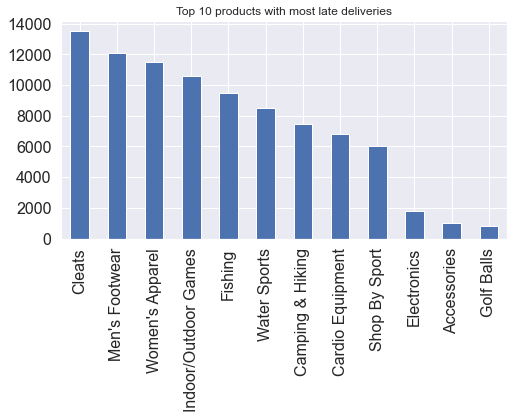 Top 10 products with most late deliveries
14000
12000
10000
8000
6000
4000
2000
0
Cleats
Men's Footwear
Women's Apparel
Indoor/Outdoor Games
Fishing
Water Sports
Camping & Hiking
Cardio Equipment
Shop By Sport
Electronics
Accessories
Golf Balls